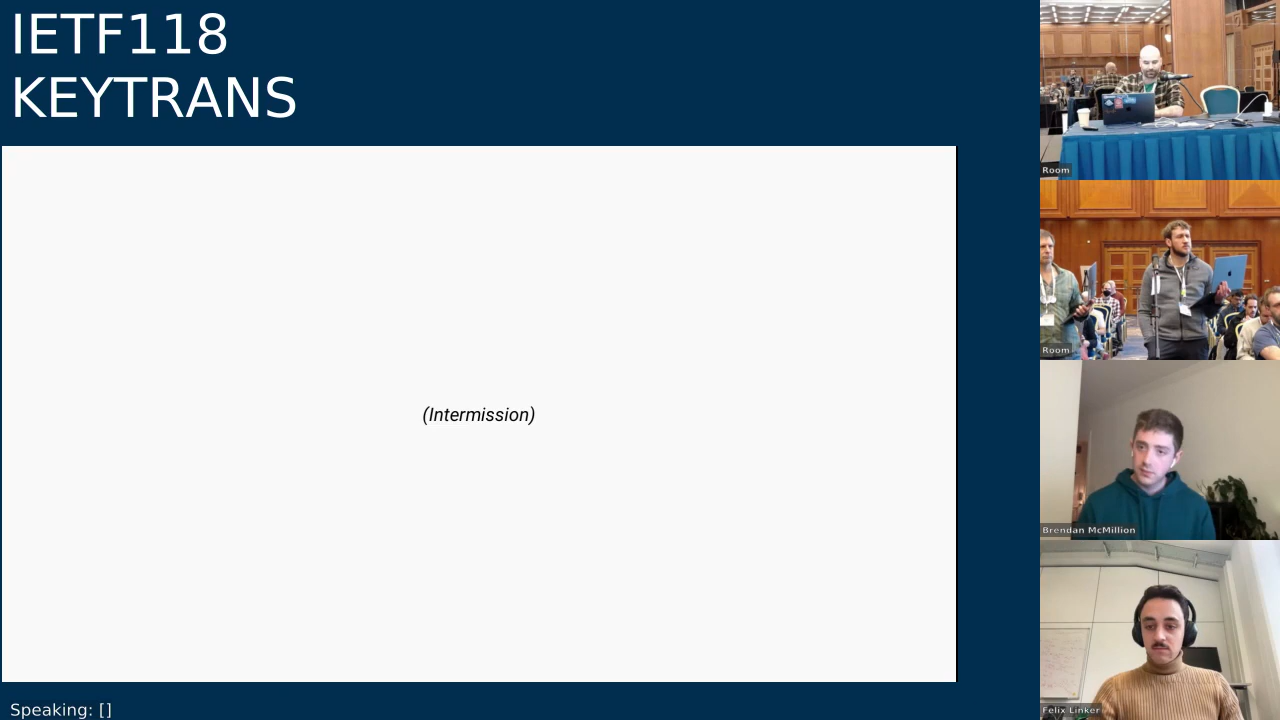 IETF118
KEYTRANS
(Intermission)
Speaking: []
Room
Room
Brendan McMillion
Felix Linker